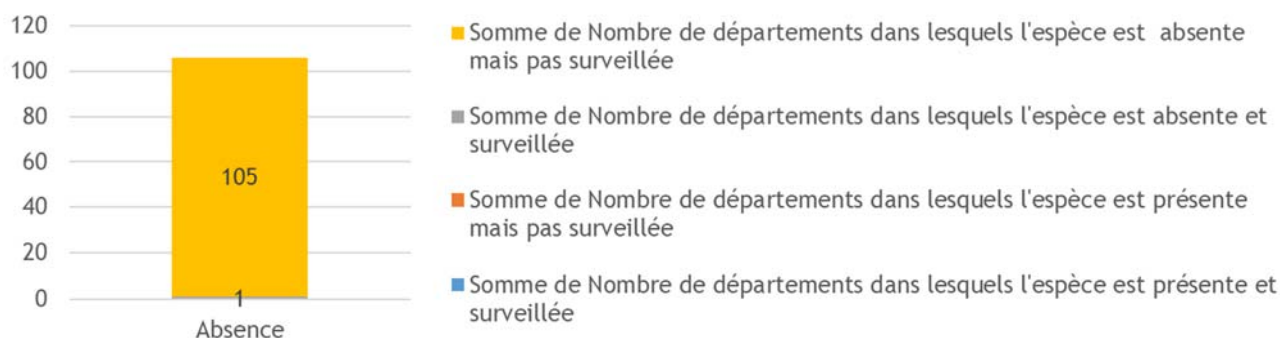 120
100
80
60
40
20
0
105
1
Absence
Somme de Nombre de départements dans lesquels l'espèce est absente
mais pas surveillée
Somme de Nombre de départements dans lesquels l'espèce est absente et
surveillée
Somme de Nombre de départements dans lesquels l'espèce est présente
mais pas surveillée
Somme de Nombre de départements dans lesquels l'espèce est présente et
surveillée